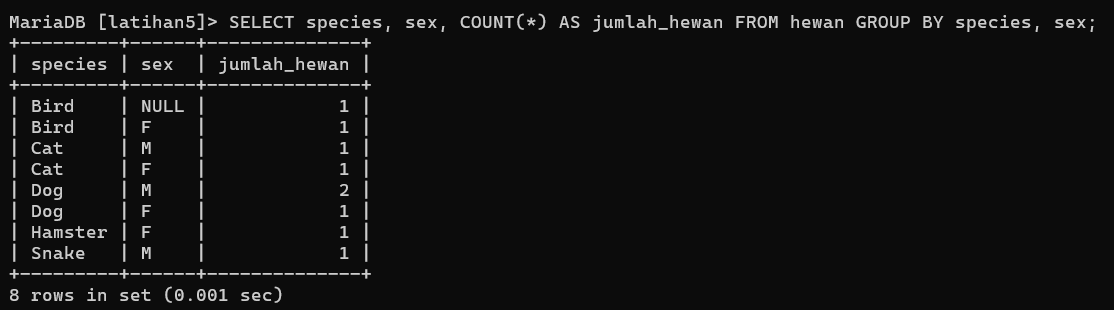 MariaDB [latihan5]> SELECT species, sex, COUNT(*) AS jumlah_hewan FROM hewan GROUP BY species, sex;
+---------+------+--------------+
| species | sex  | jumlah_hewan |
+---------+------+--------------+
| Bird    | NULL |            1 |
| Bird    | F    |            1 |
| Cat     | M    |            1 |
| Cat     | F    |            1 |
| Dog     | M    |            2 |
| Dog     | F    |            1 |
| Hamster | F    |            1 |
| Snake   | M    |            1 |
+---------+------+--------------+
8 rows in set (0.001 sec)